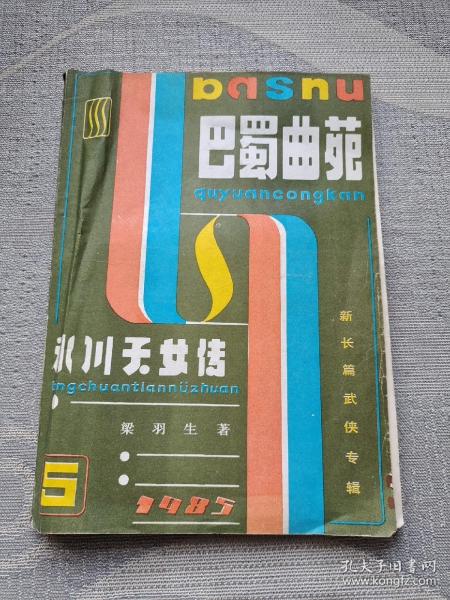 bashu
巴蜀曲苑
quyuancongkan
冰川天女传
ingchuantiannüzhuan
梁羽生著
新长篇武侠专辑
5
1985
孔夫子旧书网
www.kongfz.com